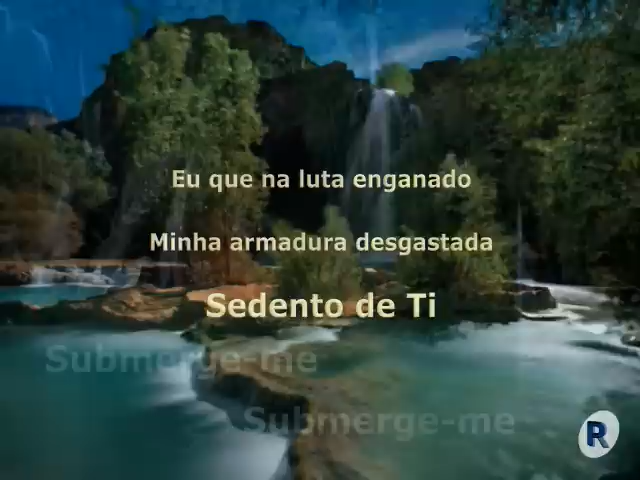 Eu que na luta enganado
Minha armadura desgastada
Sedento de Ti
Submerge-me
Submerge-me
R